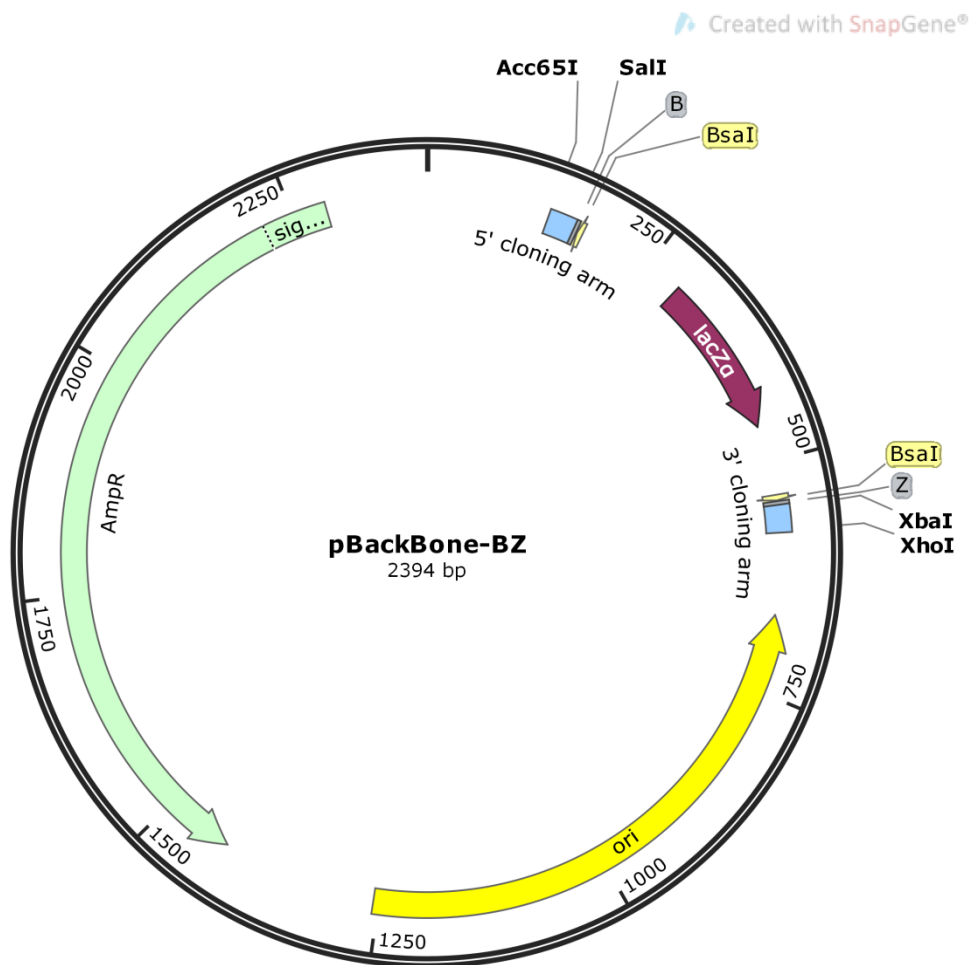 Created with SnapGene®
Acc65I
SalI
B
BsaI
2250
sig...
5' cloning arm
250
lacZα
2000
500
3' cloning arm
BsaI
Z
XbaI
XhoI
AmpR
pBackBone-BZ
2394 bp
1750
750
ori
1500
1000
1250